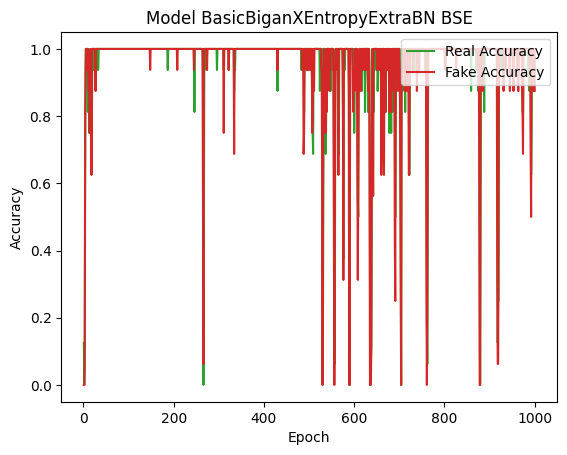 Model BasicBiganXEntropyExtraBN BSE
Real Accuracy
Fake Accuracy
1.0
0.8
0.6
0.4
0.2
0.0
Accuracy
0 200 400 600 800 1000
Epoch